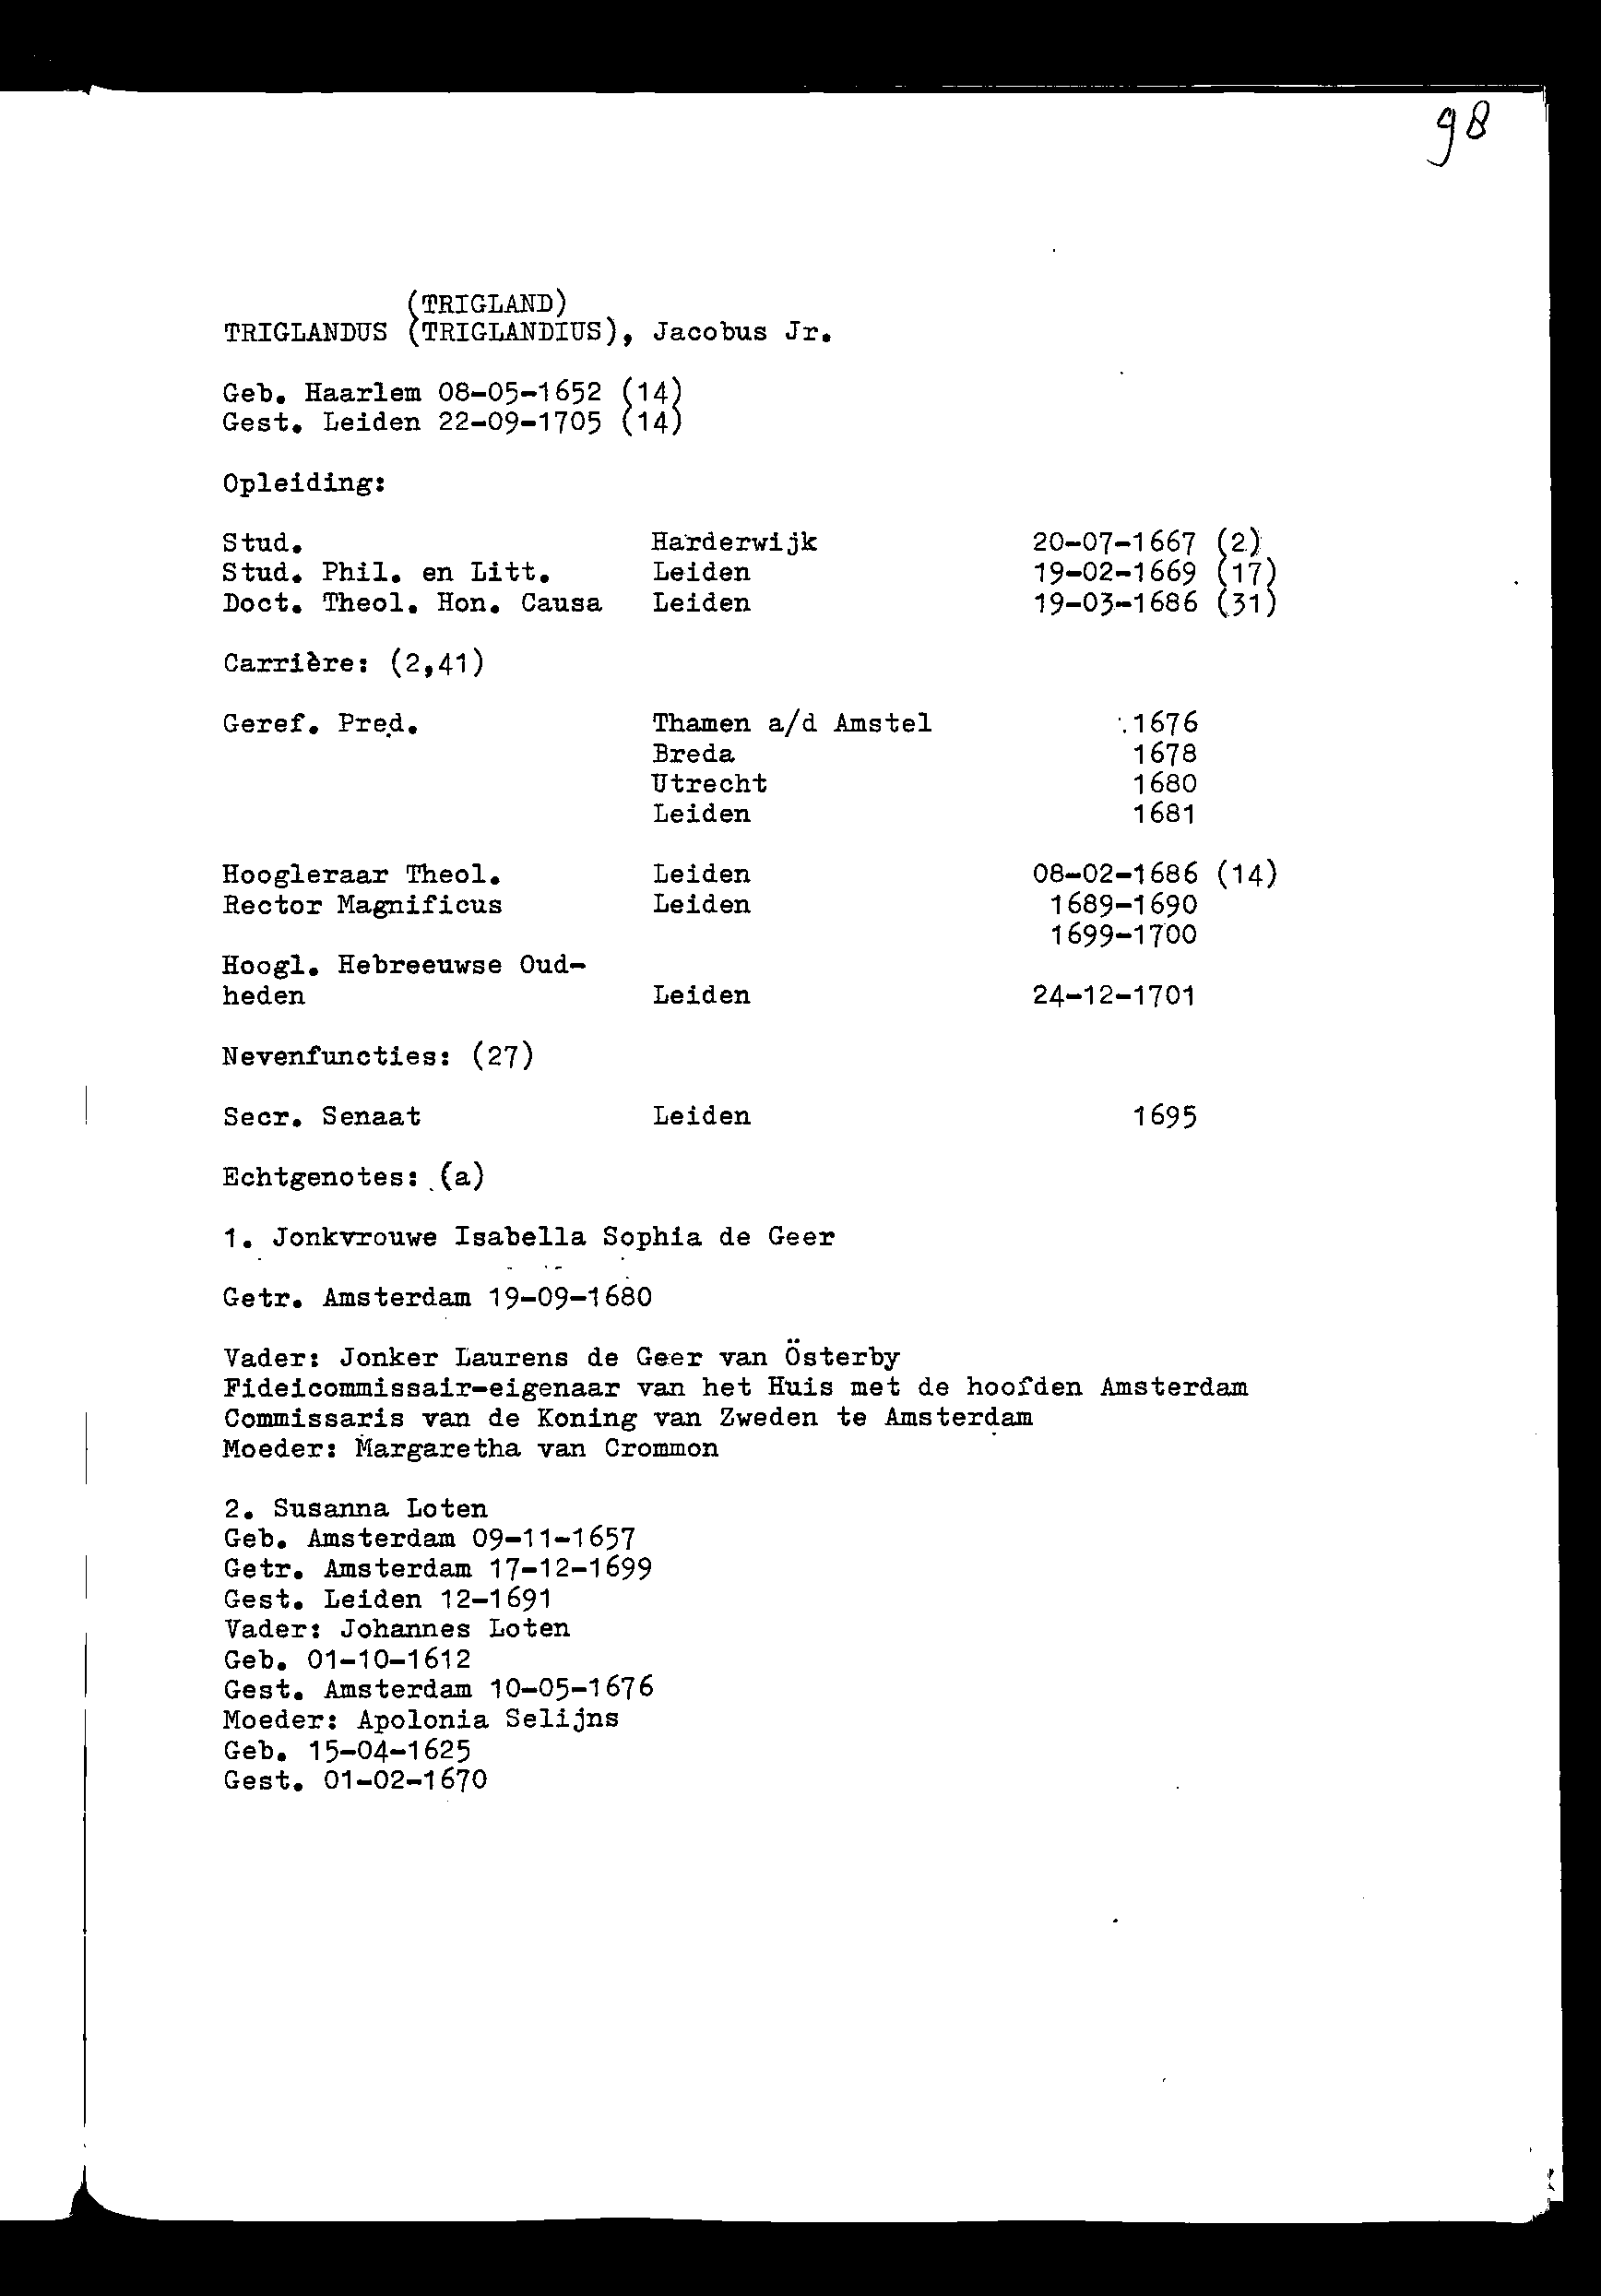 98
(TRIGLAND)
TRIGLANDUS (TRIGLANDIUS), Jacobus Jr.
Geb. Haarlem 08-05-1652 (14)
Gest. Leiden 22-09-1705 (14)
Opleiding:
Stud. Harderwijk 20-07-1667 (2)
Stud. Phil. en Litt. Leiden 19-02-1669 (17)
Doct. Theol. Hon. Causa Leiden 19-03-1686 (31)
Carrière: (2,41)
Geref. Pred. Thamen a/d Amstel 1676
Breda 1678
Utrecht 1680
Leiden 1681
Hoogleraar Theol. Leiden 08-02-1686 (14)
Rector Magnificus Leiden 1689-1690
1699-1700
Hoogl. Hebreeuwse Oud-
heden Leiden 24-12-1701
Nevenfuncties: (27)
Secr. Senaat Leiden 1695
Echtgenotes: (a)
1. Jonkvrouwe Isabella Sophia de Geer
Getr. Amsterdam 19-09-1680
Vader: Jonker Laurens de Geer van Österby
Fideicommissair-eigenaar van het Huis met de hoofden Amsterdam
Commissaris van de Koning van Zweden te Amsterdam
Moeder: Margaretha van Crommon
2. Susanna Loten
Geb. Amsterdam 09-11-1657
Getr. Amsterdam 17-12-1699
Gest. Leiden 12-1691
Vader: Johannes Loten
Geb. 01-10-1612
Gest. Amsterdam 10-05-1676
Moeder: Apolonia Selijns
Geb. 15-04-1625
Gest. 01-02-1670